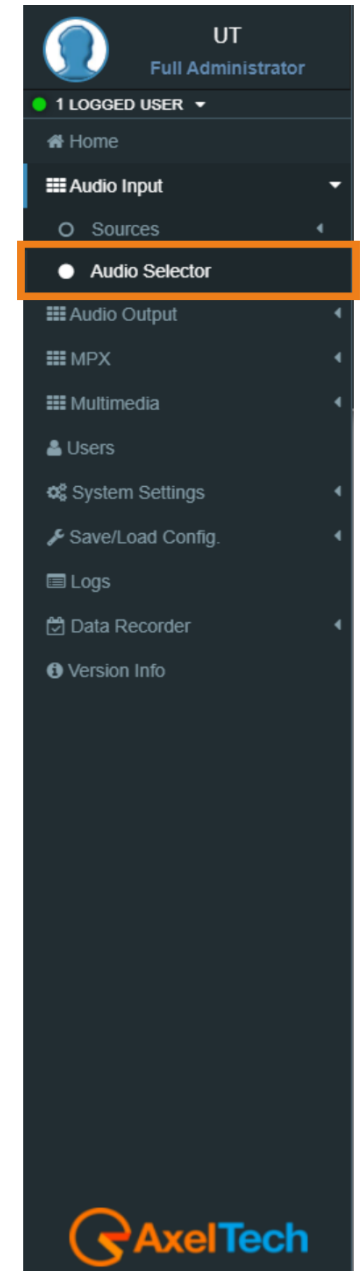 UT
Full Administrator
1 LOGGED USER
Home
Audio Input
Sources
Audio Selector
Audio Output
MPX
Multimedia
Users
System Settings
Save/Load Config.
Logs
Data Recorder
Version Info
AxelTech